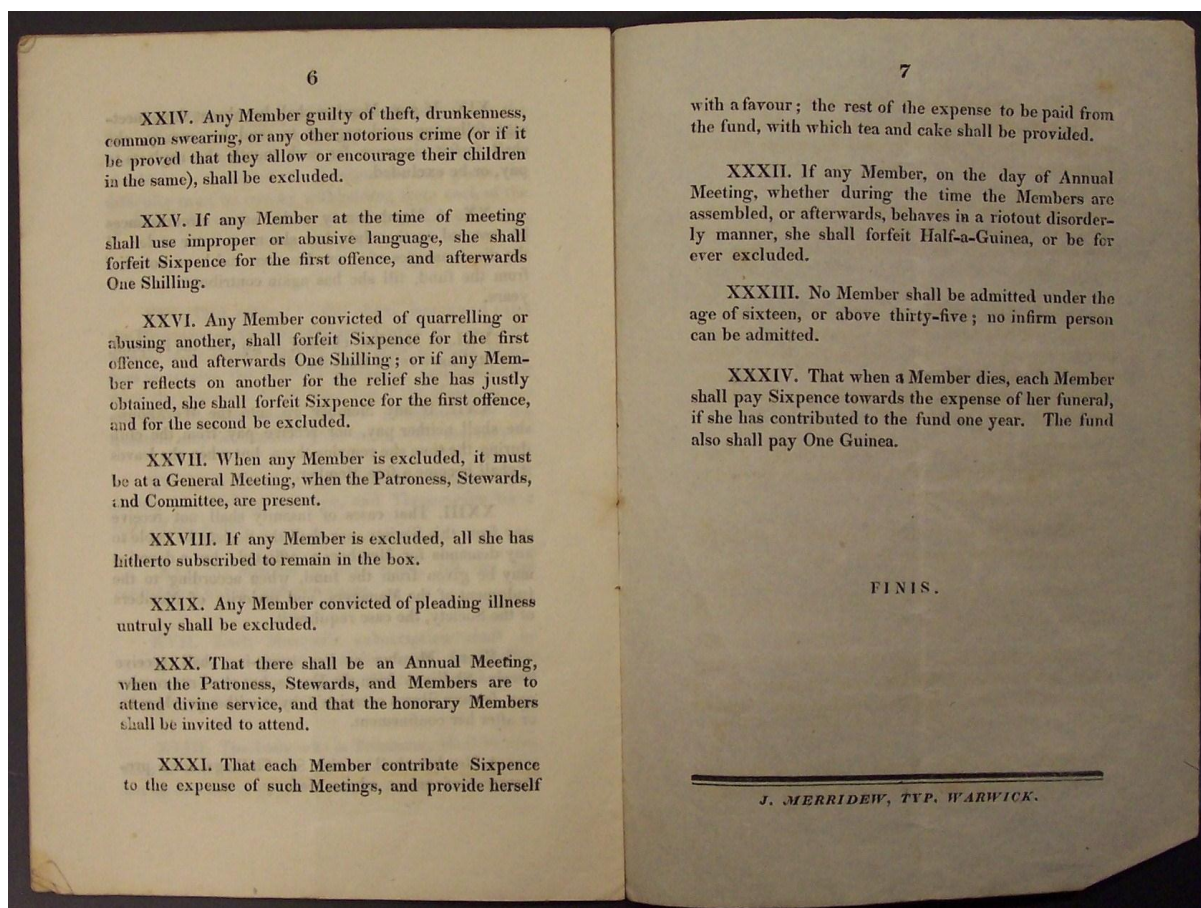 6
XXIV. Any Member guilty of theft, drunkenness,
common swearing, or any other notorious crime (or if it
be proved that they allow or encourage their children
in the same), shall be excluded.
XXV. If any Member at the time of meeting
shall use improper or abusive language, she shall
forfeit Sixpence for the first offence, and afterwards
One Shilling.
XXVI. Any Member convicted of quarrelling or
abusing another, shall forfeit Sixpence for the first
offence, and afterwards One Shilling; or if any Mem-
ber reflects on another for the relief she has justly
obtained, she shall forfeit Sixpence for the first offence,
and for the second be excluded.
XXVII. When any Member is excluded, it must
be at a General Meeting, when the Patroness, Stewards,
and Committee, are present.
XXVIII. If any Member is excluded, all she has
hitherto subscribed to remain in the box.
XXIX. Any Member convicted of pleading illness
untruly shall be excluded.
XXX. That there shall be an Annual Meeting,
when the Patroness, Stewards, and Members are to
attend divine service, and that the honorary Members
shall be invited to attend.
XXXI. That each Member contribute Sixpence
to the expense of such Meetings, and provide herself
7
with a favour; the rest of the expense to be paid from
the fund, with which tea and cake shall be provided.
XXXII. If any Member, on the day of Annual
Meeting, whether during the time the Members are
assembled, or afterwards, behaves in a riotout disorder-
ly manner, she shall forfeit Half-a-Guinea, or be for
ever excluded.
XXXIII. No Member shall be admitted under the
age of sixteen, or above thirty-five; no infirm person
can be admitted.
XXXIV. That when a Member dies, each Member
shall pay Sixpence towards the expense of her funeral,
if she has contributed to the fund one year. The fund
also shall pay One Guinea.
FINIS.
J. MERRIDEW, TYP. WARWICK.